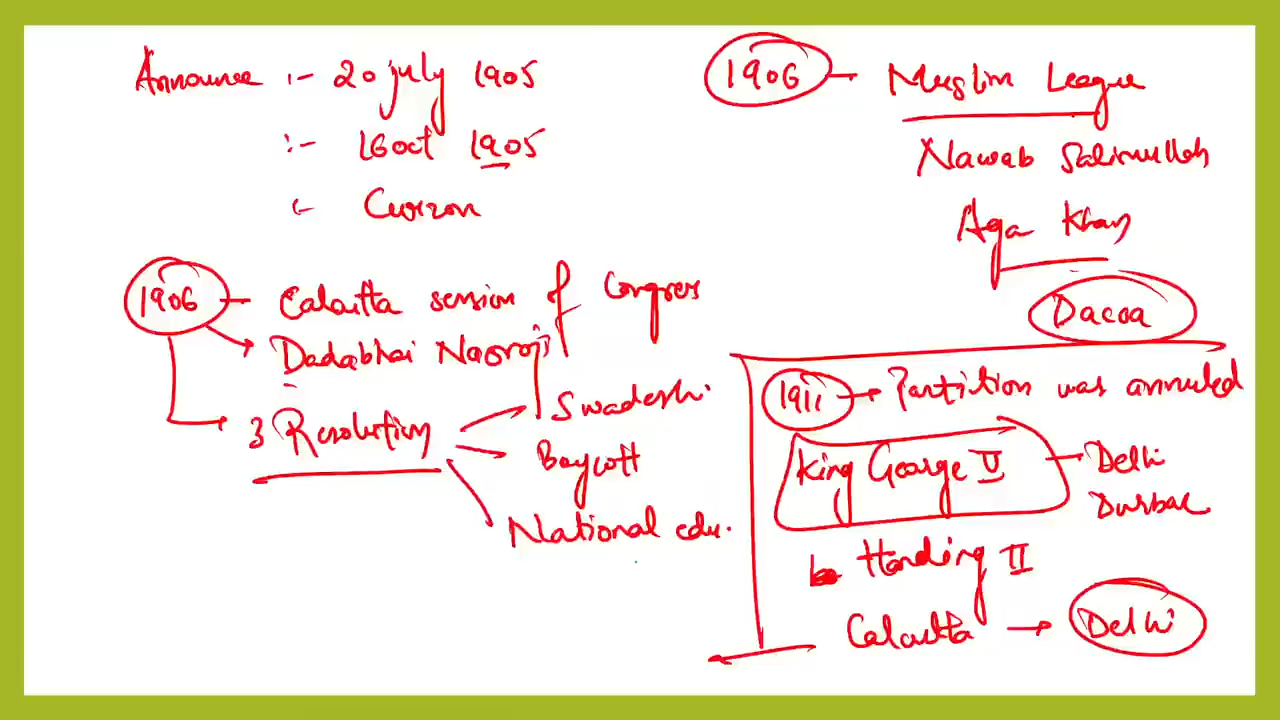 Announce :- 20 july 1905
:- 16 oct 1905
Curzon
1906 - Calcutta session of Congress
Dadabhai Naoroji
3 Resolution
Swadeshi
Boycott
National edu.
1906 - Muslim League
Nawab Salimullah
Aga Khan
Dacca
1911 → Partition was annuled
King George V - Delhi Durbar
Harding II
Calcutta → Delhi